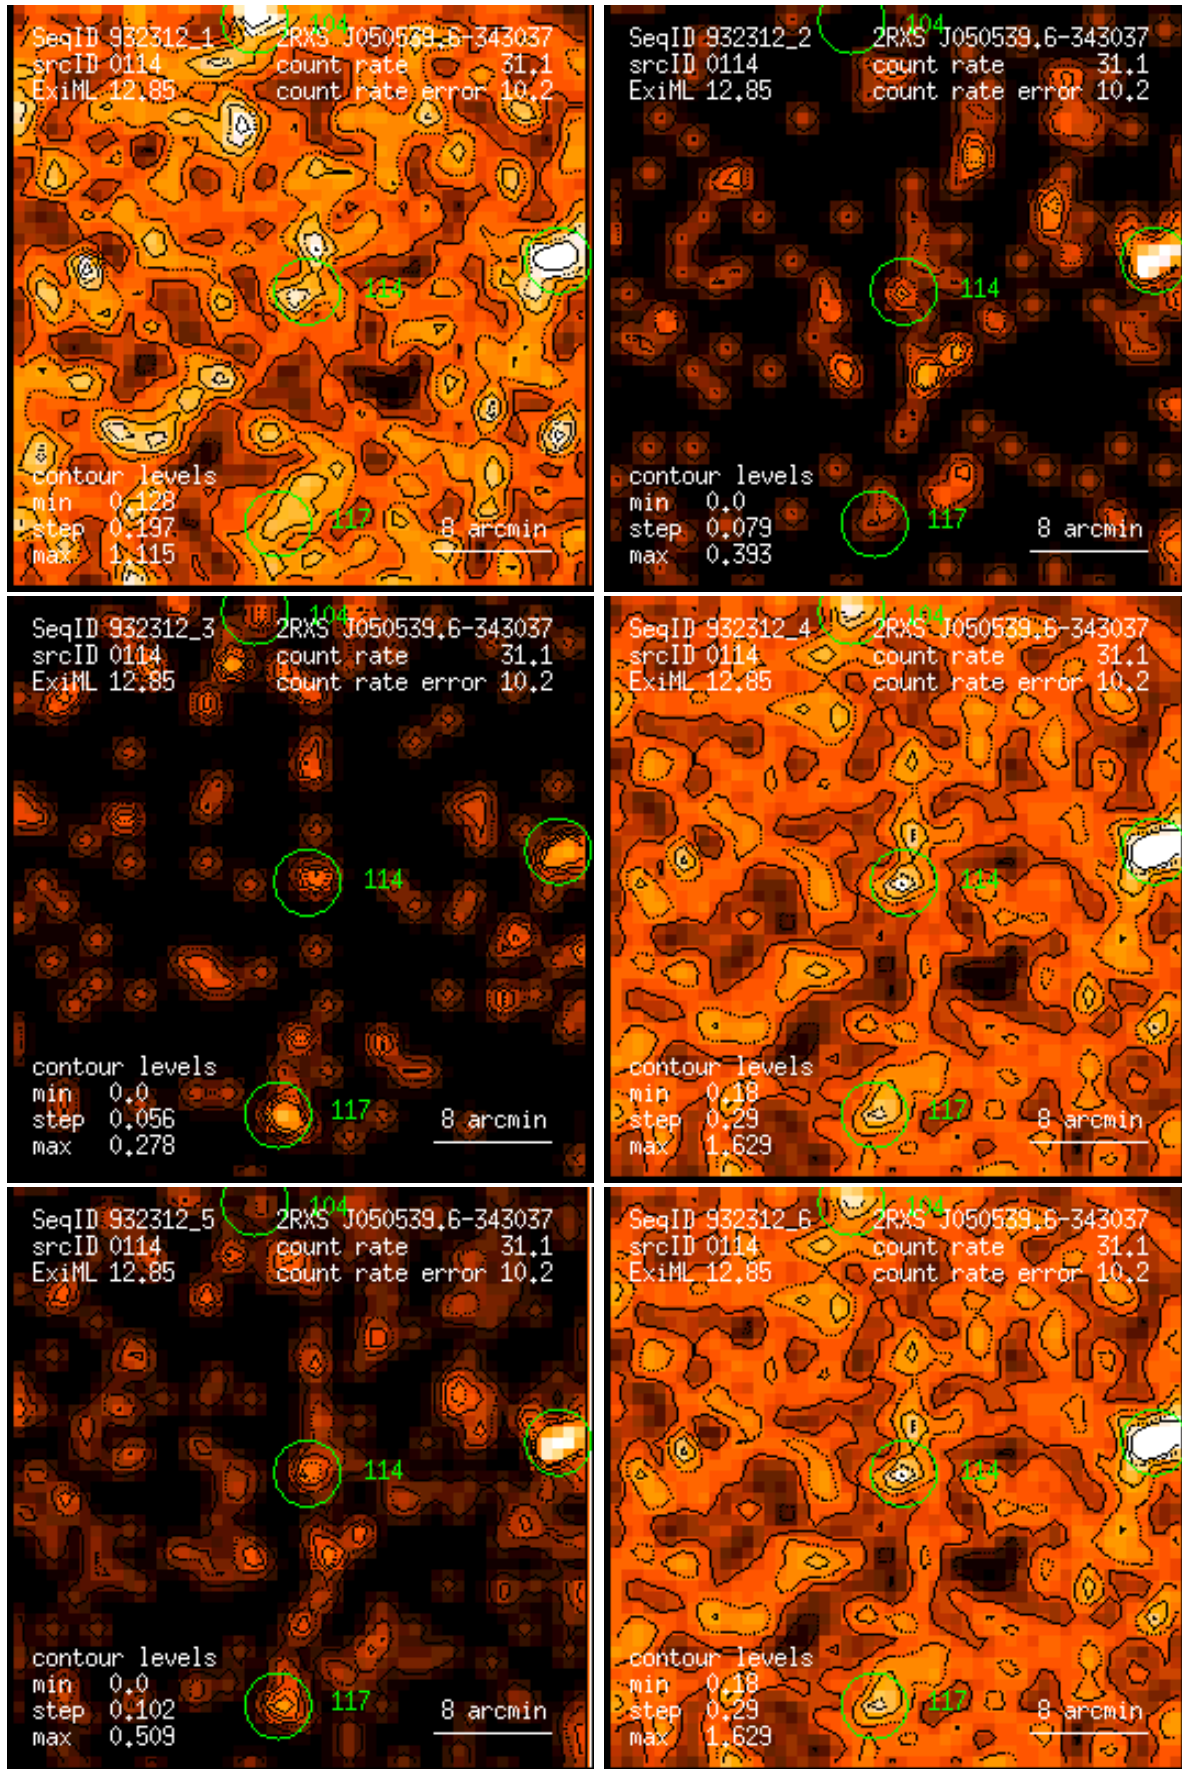 104
SeqID 932312_1 2RXS J050539.6-343037
srcID 0114 count rate 31.1
ExiML 12.85 count rate error 10.2
114
contour levels
min 0.128
step 0.197
max 1.115
117
8 arcmin
104
SeqID 932312_2 2RXS J050539.6-343037
srcID 0114 count rate 31.1
ExiML 12.85 count rate error 10.2
114
contour levels
min 0.0
step 0.079
max 0.393
117
8 arcmin
104
SeqID 932312_3 2RXS J050539.6-343037
srcID 0114 count rate 31.1
ExiML 12.85 count rate error 10.2
114
contour levels
min 0.0
step 0.056
max 0.278
117
8 arcmin
104
SeqID 932312_4 2RXS J050539.6-343037
srcID 0114 count rate 31.1
ExiML 12.85 count rate error 10.2
114
contour levels
min 0.18
step 0.29
max 1.629
117
8 arcmin
104
SeqID 932312_5 2RXS J050539.6-343037
srcID 0114 count rate 31.1
ExiML 12.85 count rate error 10.2
114
contour levels
min 0.0
step 0.102
max 0.509
117
8 arcmin
104
SeqID 932312_6 2RXS J050539.6-343037
srcID 0114 count rate 31.1
ExiML 12.85 count rate error 10.2
114
contour levels
min 0.18
step 0.29
max 1.629
117
8 arcmin